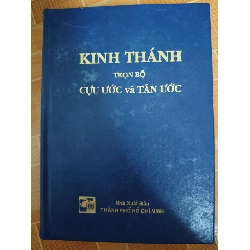 KINH THÁNH
TRỌN BỘ
CỰU ƯỚC và TÂN ƯỚC
Nhà Xuất Bản
THÀNH PHỐ HỒ CHÍ MINH